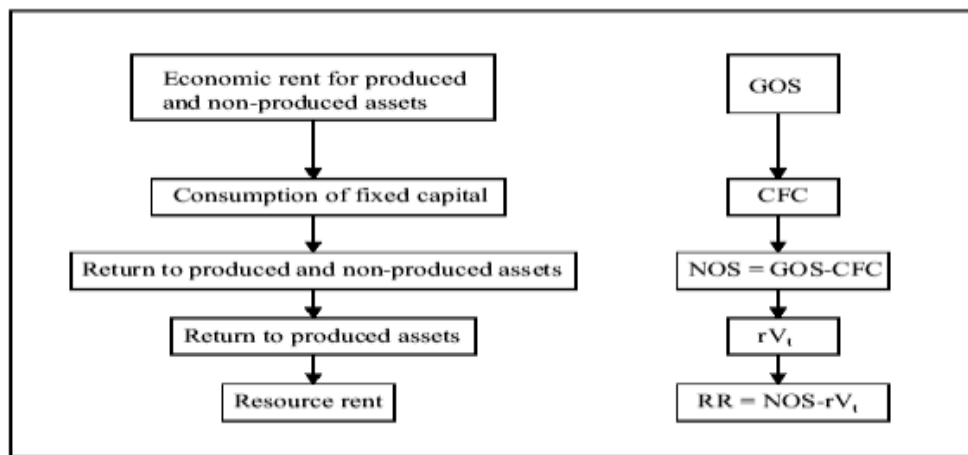 Economic rent for produced
and non-produced assets
GOS
Consumption of fixed capital
CFC
Return to produced and non-produced assets
NOS = GOS-CFC
Return to produced assets
rVₜ
Resource rent
RR = NOS-rVₜ